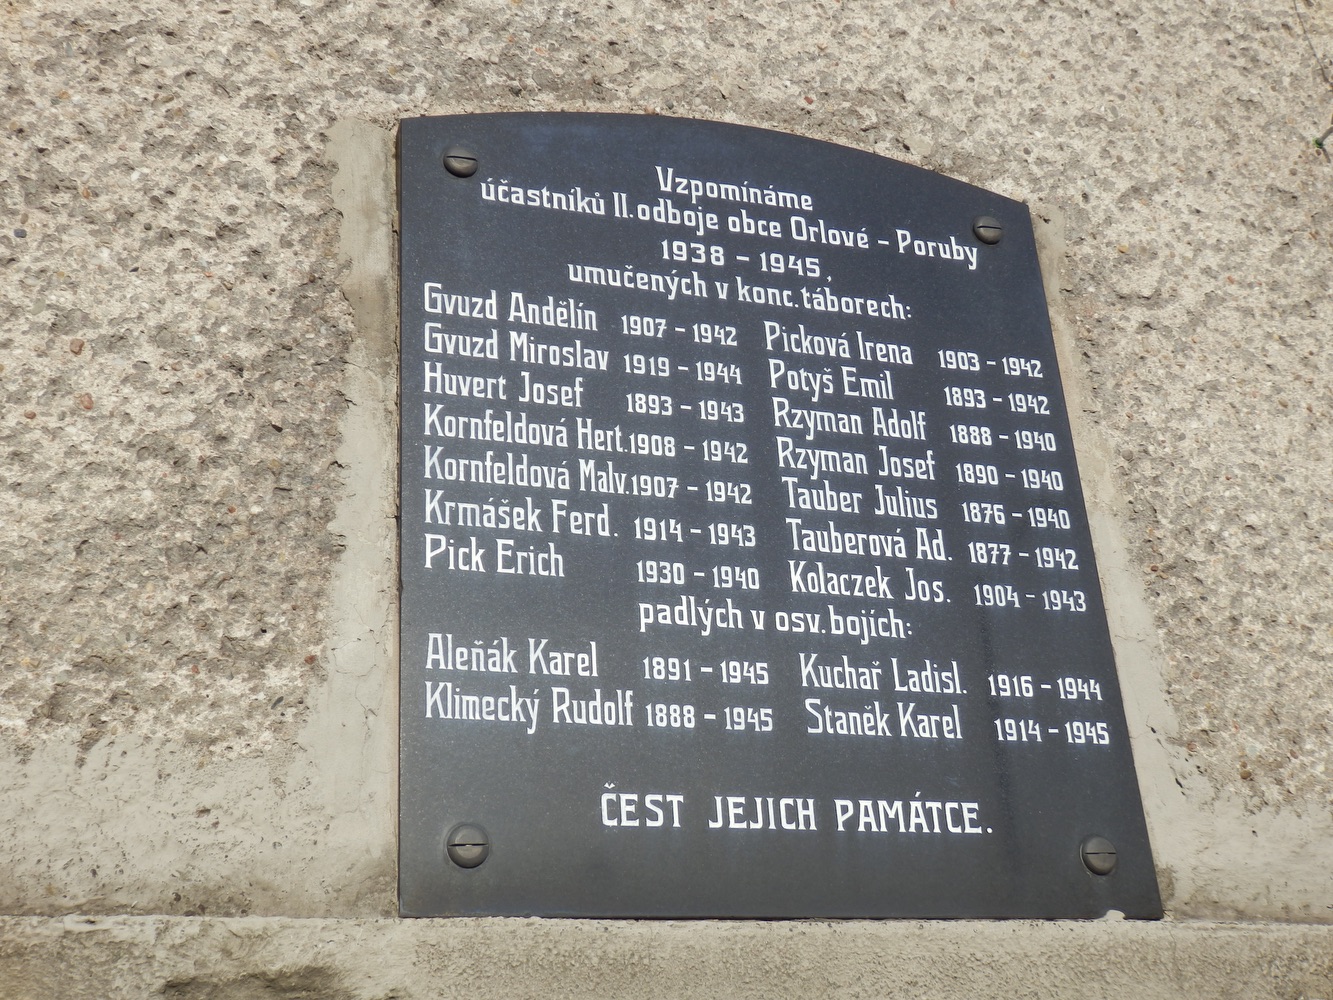 Vzpomínáme
účastníků II. odboje obce Orlové - Poruby
1938 - 1945,
umučených v konc. táborech:
Gvuzd Andělín 1907 - 1942 Picková Irena 1903 - 1942
Gvuzd Miroslav 1919 - 1944 Potyš Emil 1893 - 1942
Huvert Josef 1893 - 1943 Rzyman Adolf 1888 - 1940
Kornfeldová Hert. 1908 - 1942 Rzyman Josef 1890 - 1940
Kornfeldová Malv. 1907 - 1942 Tauber Julius 1876 - 1940
Krmášek Ferd. 1914 - 1943 Tauberová Ad. 1877 - 1942
Pick Erich 1930 - 1940 Kolaczek Jos. 1904 - 1943
padlých v osv. bojích:
Aleňák Karel 1891 - 1945 Kuchař Ladisl. 1916 - 1944
Klimecký Rudolf 1888 - 1945 Staněk Karel 1914 - 1945
ČEST JEJICH PAMÁTCE.